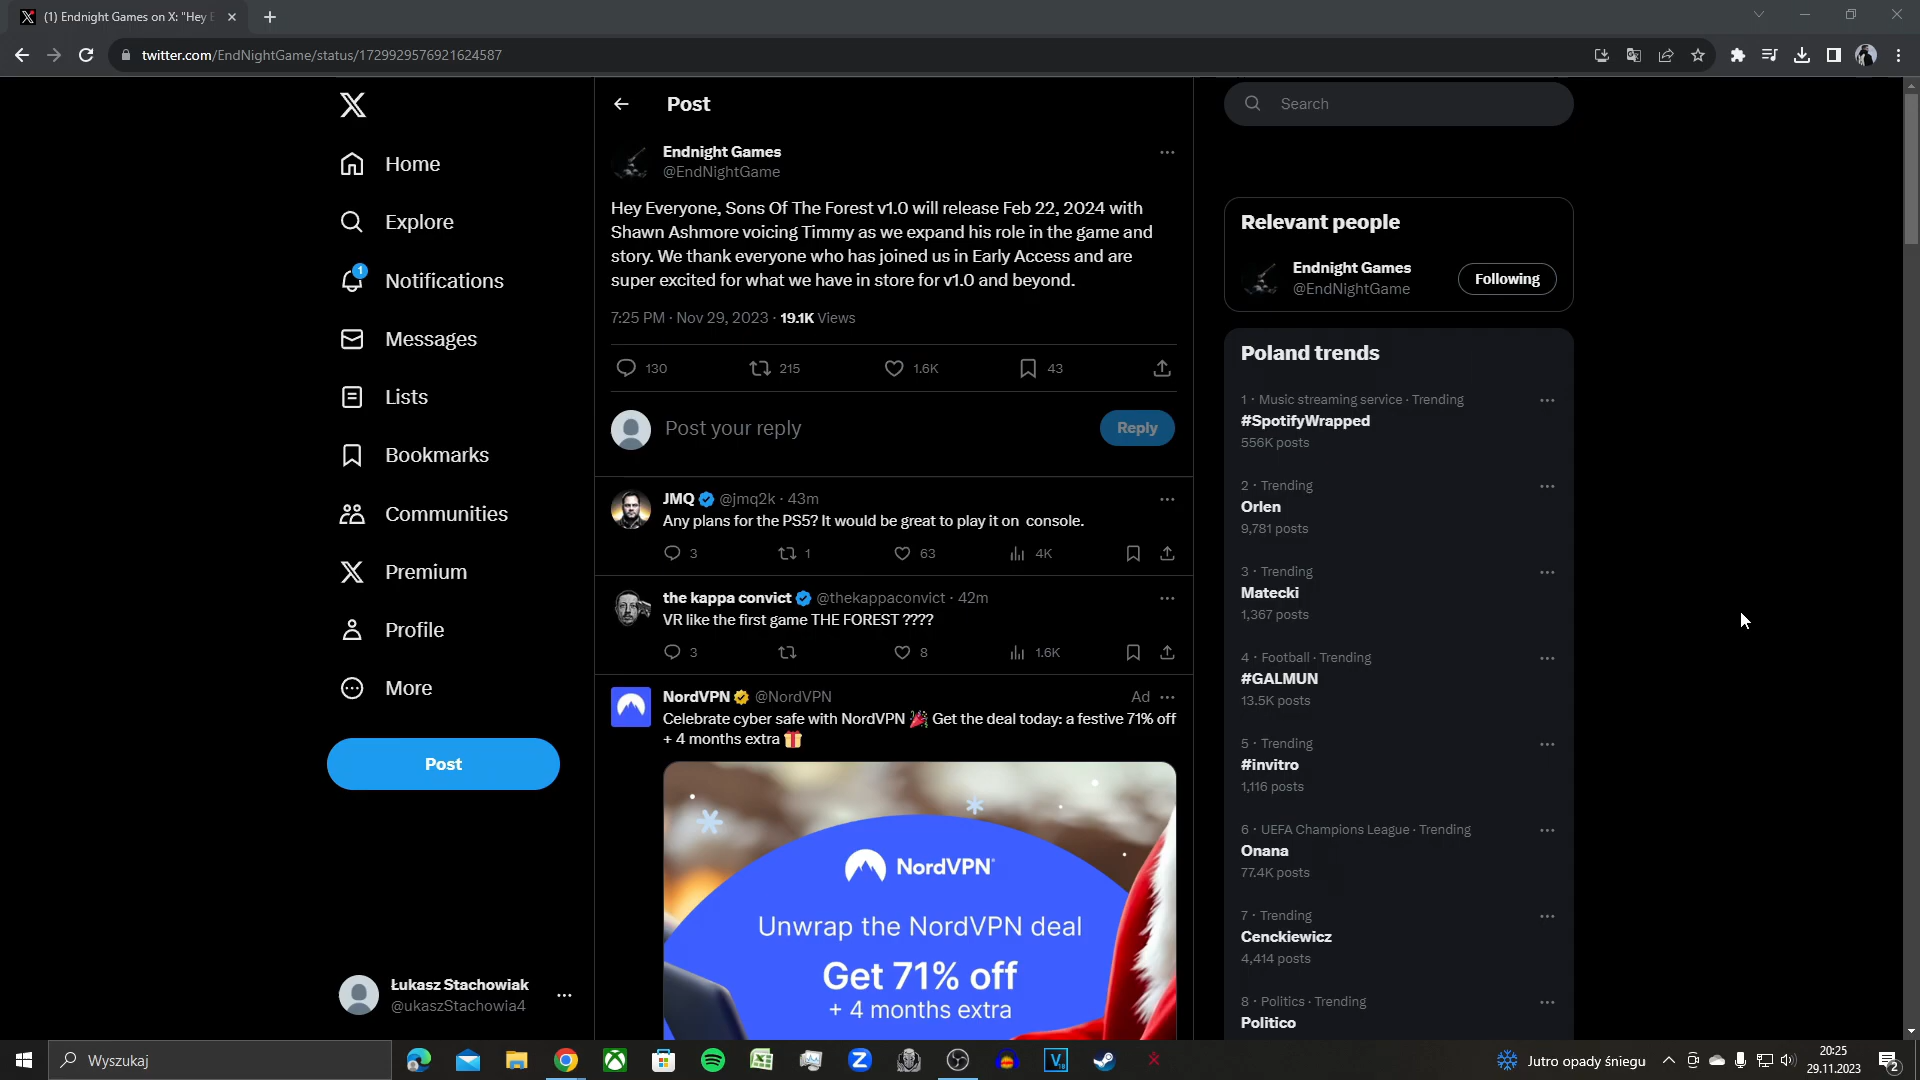 (1) Endnight Games on X: "Hey E
twitter.com/EndNightGame/status/1729929576921624587
Home
Explore
1
Notifications
Messages
Lists
Bookmarks
Communities
Premium
Profile
More
Post
Łukasz Stachowiak
@ukaszStachowia4
Post
Endnight Games
@EndNightGame
Hey Everyone, Sons Of The Forest v1.0 will release Feb 22, 2024 with
Shawn Ashmore voicing Timmy as we expand his role in the game and
story. We thank everyone who has joined us in Early Access and are
super excited for what we have in store for v1.0 and beyond.
7:25 PM · Nov 29, 2023 · 19.1K Views
130 215 1.6K 43
Post your reply
Reply
JMQ @jmq2k · 43m
Any plans for the PS5? It would be great to play it on console.
3 1 63 4K
the kappa convict @thekappaconvict · 42m
VR like the first game THE FOREST ????
3 8 1.6K
NordVPN @NordVPN Ad
Celebrate cyber safe with NordVPN 🎉 Get the deal today: a festive 71% off
+ 4 months extra 🎁
NordVPN®
Unwrap the NordVPN deal
Get 71% off
+ 4 months extra
Search
Relevant people
Endnight Games
@EndNightGame
Following
Poland trends
1 · Music streaming service · Trending
#SpotifyWrapped
556K posts
2 · Trending
Orlen
9,781 posts
3 · Trending
Matecki
1,367 posts
4 · Football · Trending
#GALMUN
13.5K posts
5 · Trending
#invitro
1,116 posts
6 · UEFA Champions League · Trending
Onana
77.4K posts
7 · Trending
Cenckiewicz
4,414 posts
8 · Politics · Trending
Politico
Wyszukaj
Jutro opady śniegu
20:25
29.11.2023
2